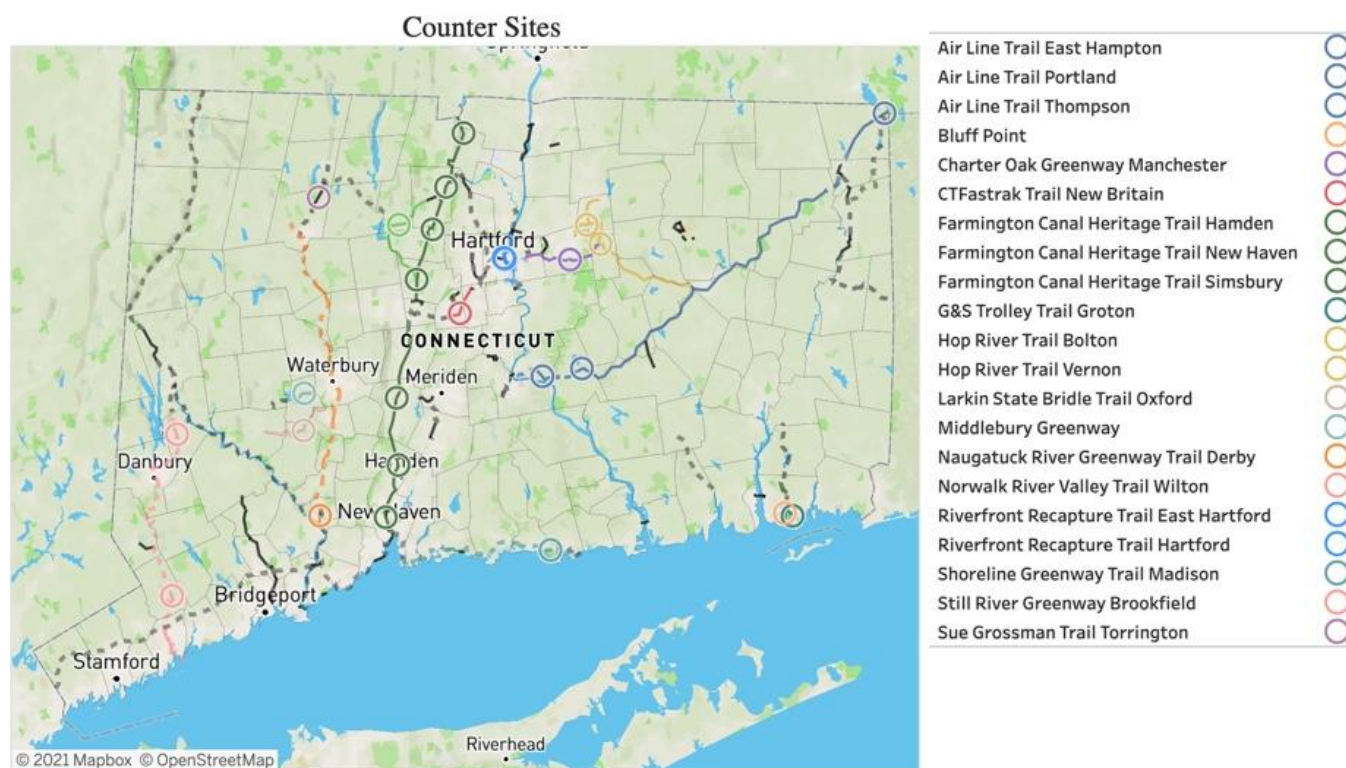 Counter Sites
Springfield
Hartford
CONNECTICUT
Waterbury
Meriden
Danbury
Hamden
New Haven
Bridgeport
Stamford
Riverhead
© 2021 Mapbox © OpenStreetMap
Air Line Trail East Hampton
Air Line Trail Portland
Air Line Trail Thompson
Bluff Point
Charter Oak Greenway Manchester
CTFastrak Trail New Britain
Farmington Canal Heritage Trail Hamden
Farmington Canal Heritage Trail New Haven
Farmington Canal Heritage Trail Simsbury
G&S Trolley Trail Groton
Hop River Trail Bolton
Hop River Trail Vernon
Larkin State Bridle Trail Oxford
Middlebury Greenway
Naugatuck River Greenway Trail Derby
Norwalk River Valley Trail Wilton
Riverfront Recapture Trail East Hartford
Riverfront Recapture Trail Hartford
Shoreline Greenway Trail Madison
Still River Greenway Brookfield
Sue Grossman Trail Torrington